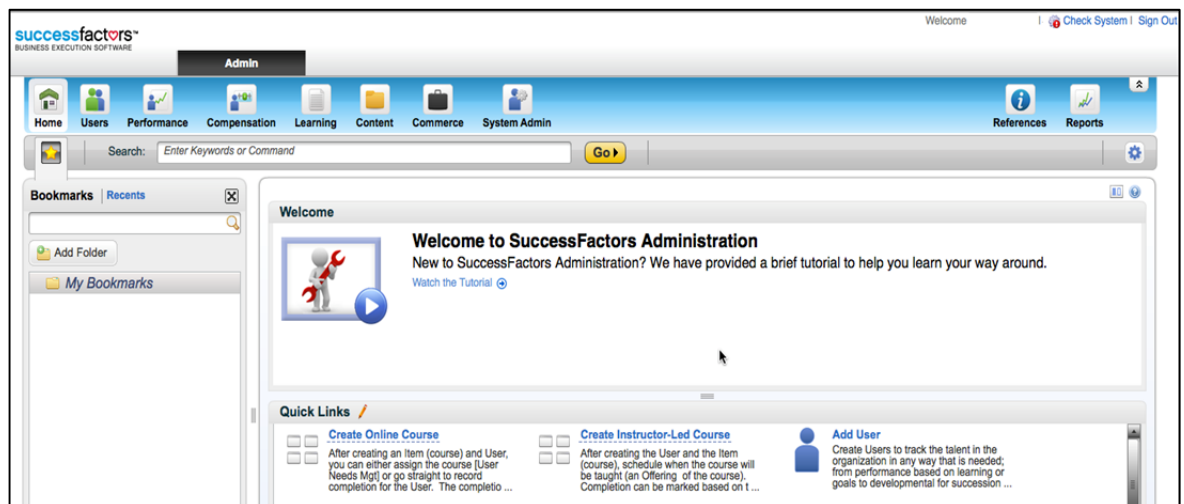 successfactors™
BUSINESS EXECUTION SOFTWARE
Welcome | Check System | Sign Out
Admin
Home Users Performance Compensation Learning Content Commerce System Admin References Reports
Search: Enter Keywords or Command Go
Bookmarks | Recents
Add Folder
My Bookmarks
Welcome
Welcome to SuccessFactors Administration
New to SuccessFactors Administration? We have provided a brief tutorial to help you learn your way around.
Watch the Tutorial
Quick Links
Create Online Course
After creating an Item (course) and User,
you can either assign the course [User
Needs Mgt] or go straight to record
completion for the User. The completio ...
Create Instructor-Led Course
After creating the User and the Item
(course), schedule when the course will
be taught (an Offering of the course).
Completion can be marked based on t ...
Add User
Create Users to track the talent in the
organization in any way that is needed;
from performance based on learning or
goals to developmental for succession ...